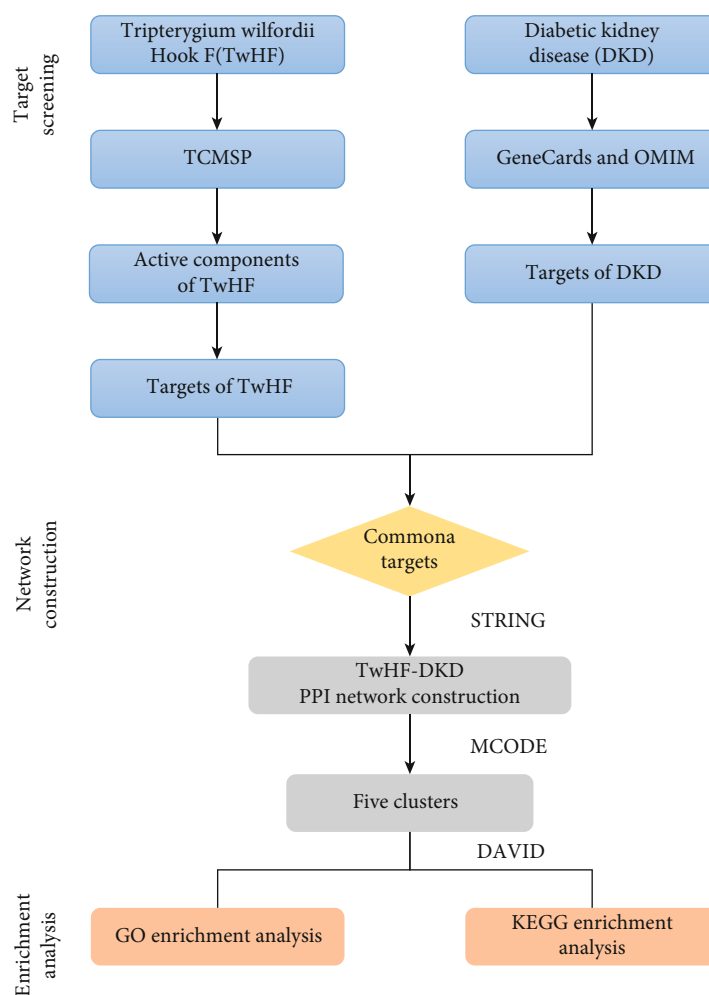 Target
screening
Tripterygium wilfordii
Hook F(TwHF)
Diabetic kidney
disease (DKD)
TCMSP
GeneCards and OMIM
Active components
of TwHF
Targets of DKD
Targets of TwHF
Network
construction
Commona
targets
STRING
TwHF-DKD
PPI network construction
MCODE
Five clusters
DAVID
Enrichment
analysis
GO enrichment analysis
KEGG enrichment
analysis